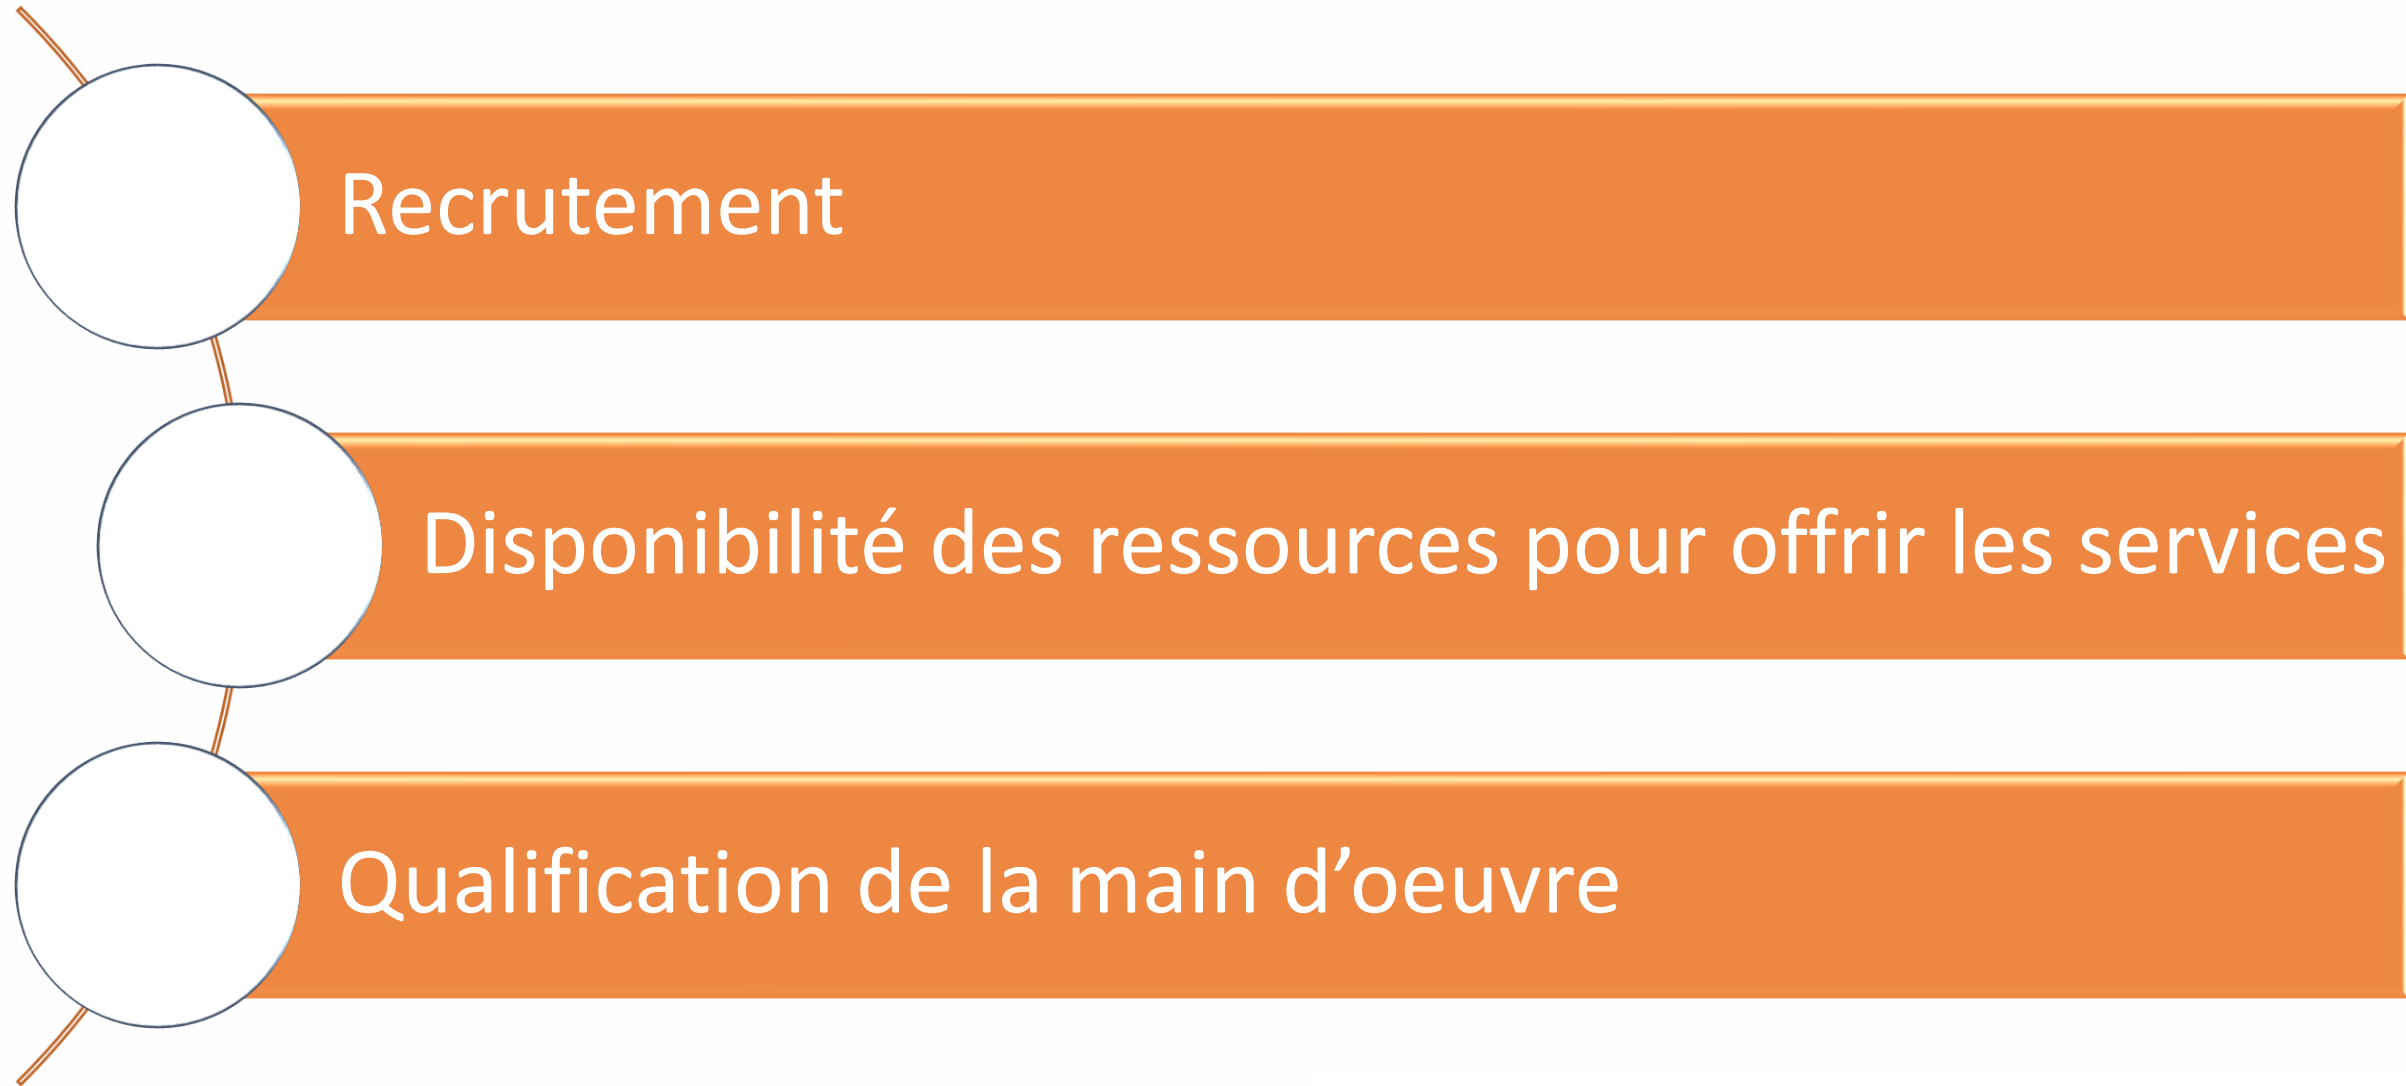 Recrutement
Disponibilité des ressources pour offrir les services
Qualification de la main d’oeuvre